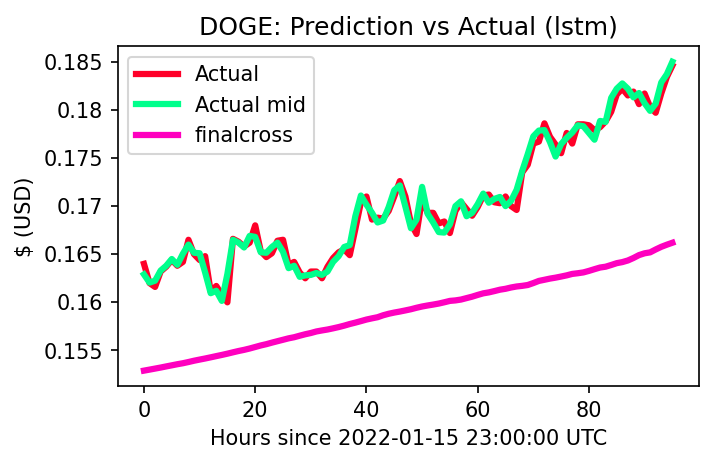 DOGE: Prediction vs Actual (lstm)
Actual
Actual mid
finalcross
0.185
0.18
0.175
0.17
0.165
0.16
0.155
$ (USD)
0 20 40 60 80
Hours since 2022-01-15 23:00:00 UTC